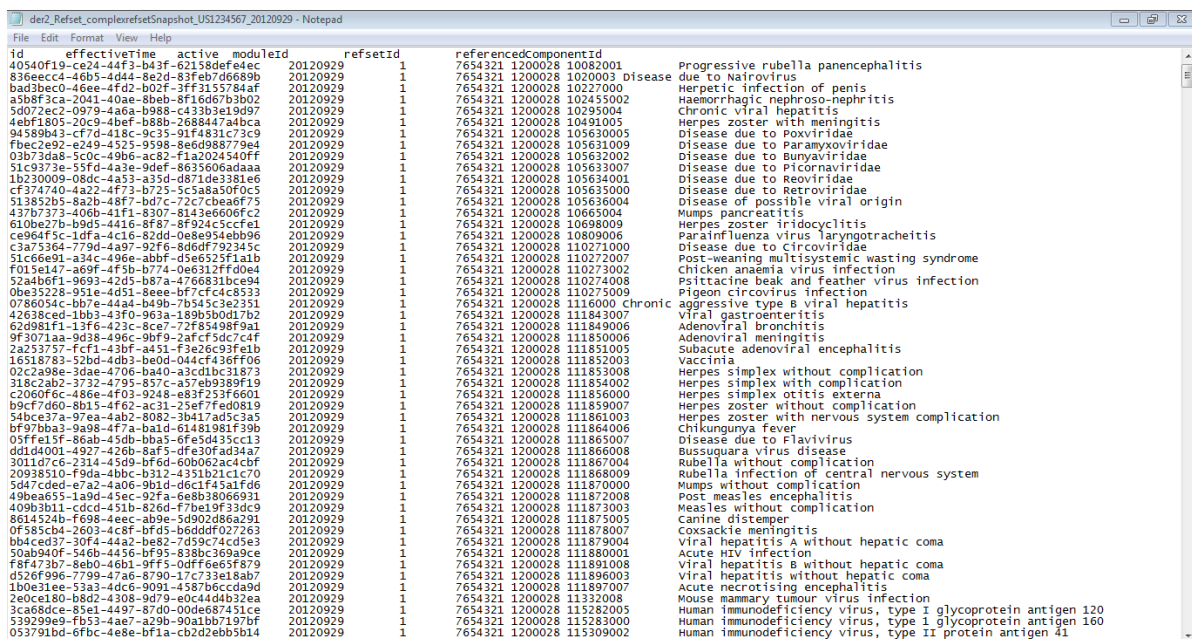 der2_Refset_complexrefsetSnapshot_US1234567_20120929 - Notepad
File Edit Format View Help
id effectiveTime active moduleId refsetId referencedComponentId
40540f19-ce24-44f3-b43f-62158defe4ec 20120929 1 7654321 1200028 10082001 Progressive rubella panencephalitis
836eecc4-46b5-4d44-8e2d-83feb7d6689b 20120929 1 7654321 1200028 1020003 Disease due to Nairovirus
bad3bec0-46ee-4fd2-b02f-3ff3155784af 20120929 1 7654321 1200028 10227000 Herpetic infection of penis
a5b8f3ca-2041-40ae-8beb-8f16d67b3b02 20120929 1 7654321 1200028 102455002 Haemorrhagic nephroso-nephritis
5d072ec2-0979-4a6a-b988-c433b3e19d97 20120929 1 7654321 1200028 10295004 Chronic viral hepatitis
4ebf1805-20c9-4bef-b88b-2688447a4bca 20120929 1 7654321 1200028 10491005 Herpes zoster with meningitis
94589b43-cf7d-418c-9c35-91f4831c73c9 20120929 1 7654321 1200028 105630005 Disease due to Poxviridae
fbec2e92-e249-4525-9598-8e6d988779e4 20120929 1 7654321 1200028 105631009 Disease due to Paramyxoviridae
03b73da8-5c0c-49b6-ac82-f1a2024540ff 20120929 1 7654321 1200028 105632002 Disease due to Bunyaviridae
51c9373e-55fd-4a3e-9def-8635606adaaa 20120929 1 7654321 1200028 105633007 Disease due to Picornaviridae
1b230009-08dc-4a53-a35d-d871de3381e6 20120929 1 7654321 1200028 105634001 Disease due to Reoviridae
cf374740-4a22-4f73-b725-5c5a8a50f0c5 20120929 1 7654321 1200028 105635000 Disease due to Retroviridae
513852b5-8a2b-48f7-bd7c-72c7cbea6f75 20120929 1 7654321 1200028 105636004 Disease of possible viral origin
437b7373-406b-41f1-8307-8143e6606fc2 20120929 1 7654321 1200028 10665004 Mumps pancreatitis
610be27b-b9d5-4416-8f87-8f924c5ccfe1 20120929 1 7654321 1200028 10698009 Herpes zoster iridocyclitis
ce964f5c-1dfa-4c16-82dd-0e8e954ebb96 20120929 1 7654321 1200028 10809006 Parainfluenza virus laryngotracheitis
c3a75364-779d-4a97-92f6-8d6df792345c 20120929 1 7654321 1200028 110271000 Disease due to Circoviridae
51c66e91-a34c-496e-abbf-d5e6525f1a1b 20120929 1 7654321 1200028 110272007 Post-weaning multisystemic wasting syndrome
f015e147-a69f-4f5b-b774-0e6312ffd0e4 20120929 1 7654321 1200028 110273002 Chicken anaemia virus infection
52a4b6f1-9693-42d5-b87a-4766831bce94 20120929 1 7654321 1200028 110274008 Psittacine beak and feather virus infection
0be35228-951e-4d51-8eee-bf7cfc4c8533 20120929 1 7654321 1200028 110275009 Pigeon circovirus infection
0786054c-bb7e-44a4-b49b-7b545c3e2351 20120929 1 7654321 1200028 1116000 Chronic aggressive type B viral hepatitis
42638ced-1bb3-43f0-963a-189b5b0d17b2 20120929 1 7654321 1200028 111843007 Viral gastroenteritis
62d981f1-13f6-423c-8ce7-72f85498f9a1 20120929 1 7654321 1200028 111849006 Adenoviral bronchitis
9f3071aa-9d38-496c-9bf9-2afcf5dc7c4f 20120929 1 7654321 1200028 111850006 Adenoviral meningitis
2a253757-fcf1-43bf-a451-f3e26c93fe1b 20120929 1 7654321 1200028 111851005 Subacute adenoviral encephalitis
16518783-52bd-4db3-be0d-044cf436ff06 20120929 1 7654321 1200028 111852003 Vaccinia
02c2a98e-3dae-4706-ba40-a3cd1bc31873 20120929 1 7654321 1200028 111853008 Herpes simplex without complication
318c2ab2-3732-4795-857c-a57eb9389f19 20120929 1 7654321 1200028 111854002 Herpes simplex with complication
c2060f6c-486e-4f03-9248-e83f253f6601 20120929 1 7654321 1200028 111856000 Herpes simplex otitis externa
b9cf7d60-8b15-4f62-ac31-25ef7fed0819 20120929 1 7654321 1200028 111859007 Herpes zoster without complication
54bce37a-97ea-4ab2-8082-3b417ad5c3a5 20120929 1 7654321 1200028 111861003 Herpes zoster with nervous system complication
bf97bba3-9a98-4f7a-ba1d-61481981f39b 20120929 1 7654321 1200028 111864006 Chikungunya fever
05ffe15f-86ab-45db-bba5-6fe5d435cc13 20120929 1 7654321 1200028 111865007 Disease due to Flavivirus
dd1d4001-4927-426b-8af5-dfe30fad34a7 20120929 1 7654321 1200028 111866008 Bussuquara virus disease
3011d7c6-2314-45d9-bf6d-60b062ac4cbf 20120929 1 7654321 1200028 111867004 Rubella without complication
20938510-f9da-4bbc-b312-4351b21c1c70 20120929 1 7654321 1200028 111868009 Rubella infection of central nervous system
5d47cded-e7a2-4a06-9b1d-d6c1f45a1fd6 20120929 1 7654321 1200028 111870000 Mumps without complication
49bea655-1a9d-45ec-92fa-6e8b38066931 20120929 1 7654321 1200028 111872008 Post measles encephalitis
409b3b11-cdcd-451b-826d-f7be19f33dc9 20120929 1 7654321 1200028 111873003 Measles without complication
8614524b-f698-4eec-ab9e-5d902d86a291 20120929 1 7654321 1200028 111875005 Canine distemper
0f585cb4-2603-4c8f-bfd5-b6dddf027263 20120929 1 7654321 1200028 111878007 Coxsackie meningitis
bb4ced37-30f4-44a2-be82-7d59c74cd5e3 20120929 1 7654321 1200028 111879004 Viral hepatitis A without hepatic coma
50ab940f-546b-4456-bf95-838bc369a9ce 20120929 1 7654321 1200028 111880001 Acute HIV infection
f8f473b7-8eb0-46b1-9ff5-0dff6e65f879 20120929 1 7654321 1200028 111891008 Viral hepatitis B without hepatic coma
d526f996-7799-47a6-8790-17c733e18ab7 20120929 1 7654321 1200028 111896003 Viral hepatitis without hepatic coma
1b0e31ee-53a3-4dc6-9091-4587b6ccda9d 20120929 1 7654321 1200028 111897007 Acute necrotising encephalitis
2e0ce180-b8d2-4308-9d79-e0c44d4b32ea 20120929 1 7654321 1200028 11332008 Mouse mammary tumour virus infection
3ca68dce-85e1-4497-87d0-00de687451ce 20120929 1 7654321 1200028 115282005 Human immunodeficiency virus, type I glycoprotein antigen 120
539299e9-fb53-4ae7-a29b-90a1bb7197bf 20120929 1 7654321 1200028 115283000 Human immunodeficiency virus, type 1 glycoprotein antigen 160
053791bd-6fbc-4e8e-bf1a-cb2d2ebb5b14 20120929 1 7654321 1200028 115309002 Human immunodeficiency virus, type II protein antigen 41